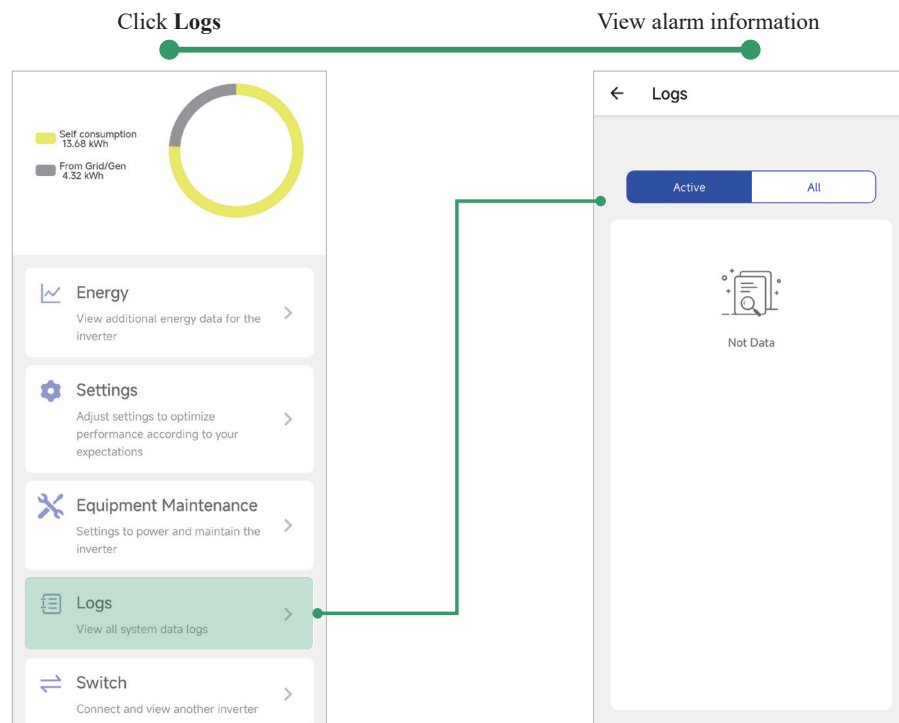 Click Logs
View alarm information
Self consumption
13.68 kWh
From Grid/Gen
4.32 kWh
Energy
View additional energy data for the
inverter
Settings
Adjust settings to optimize
performance according to your
expectations
Equipment Maintenance
Settings to power and maintain the
inverter
Logs
View all system data logs
Switch
Connect and view another inverter
Logs
Active
All
Not Data